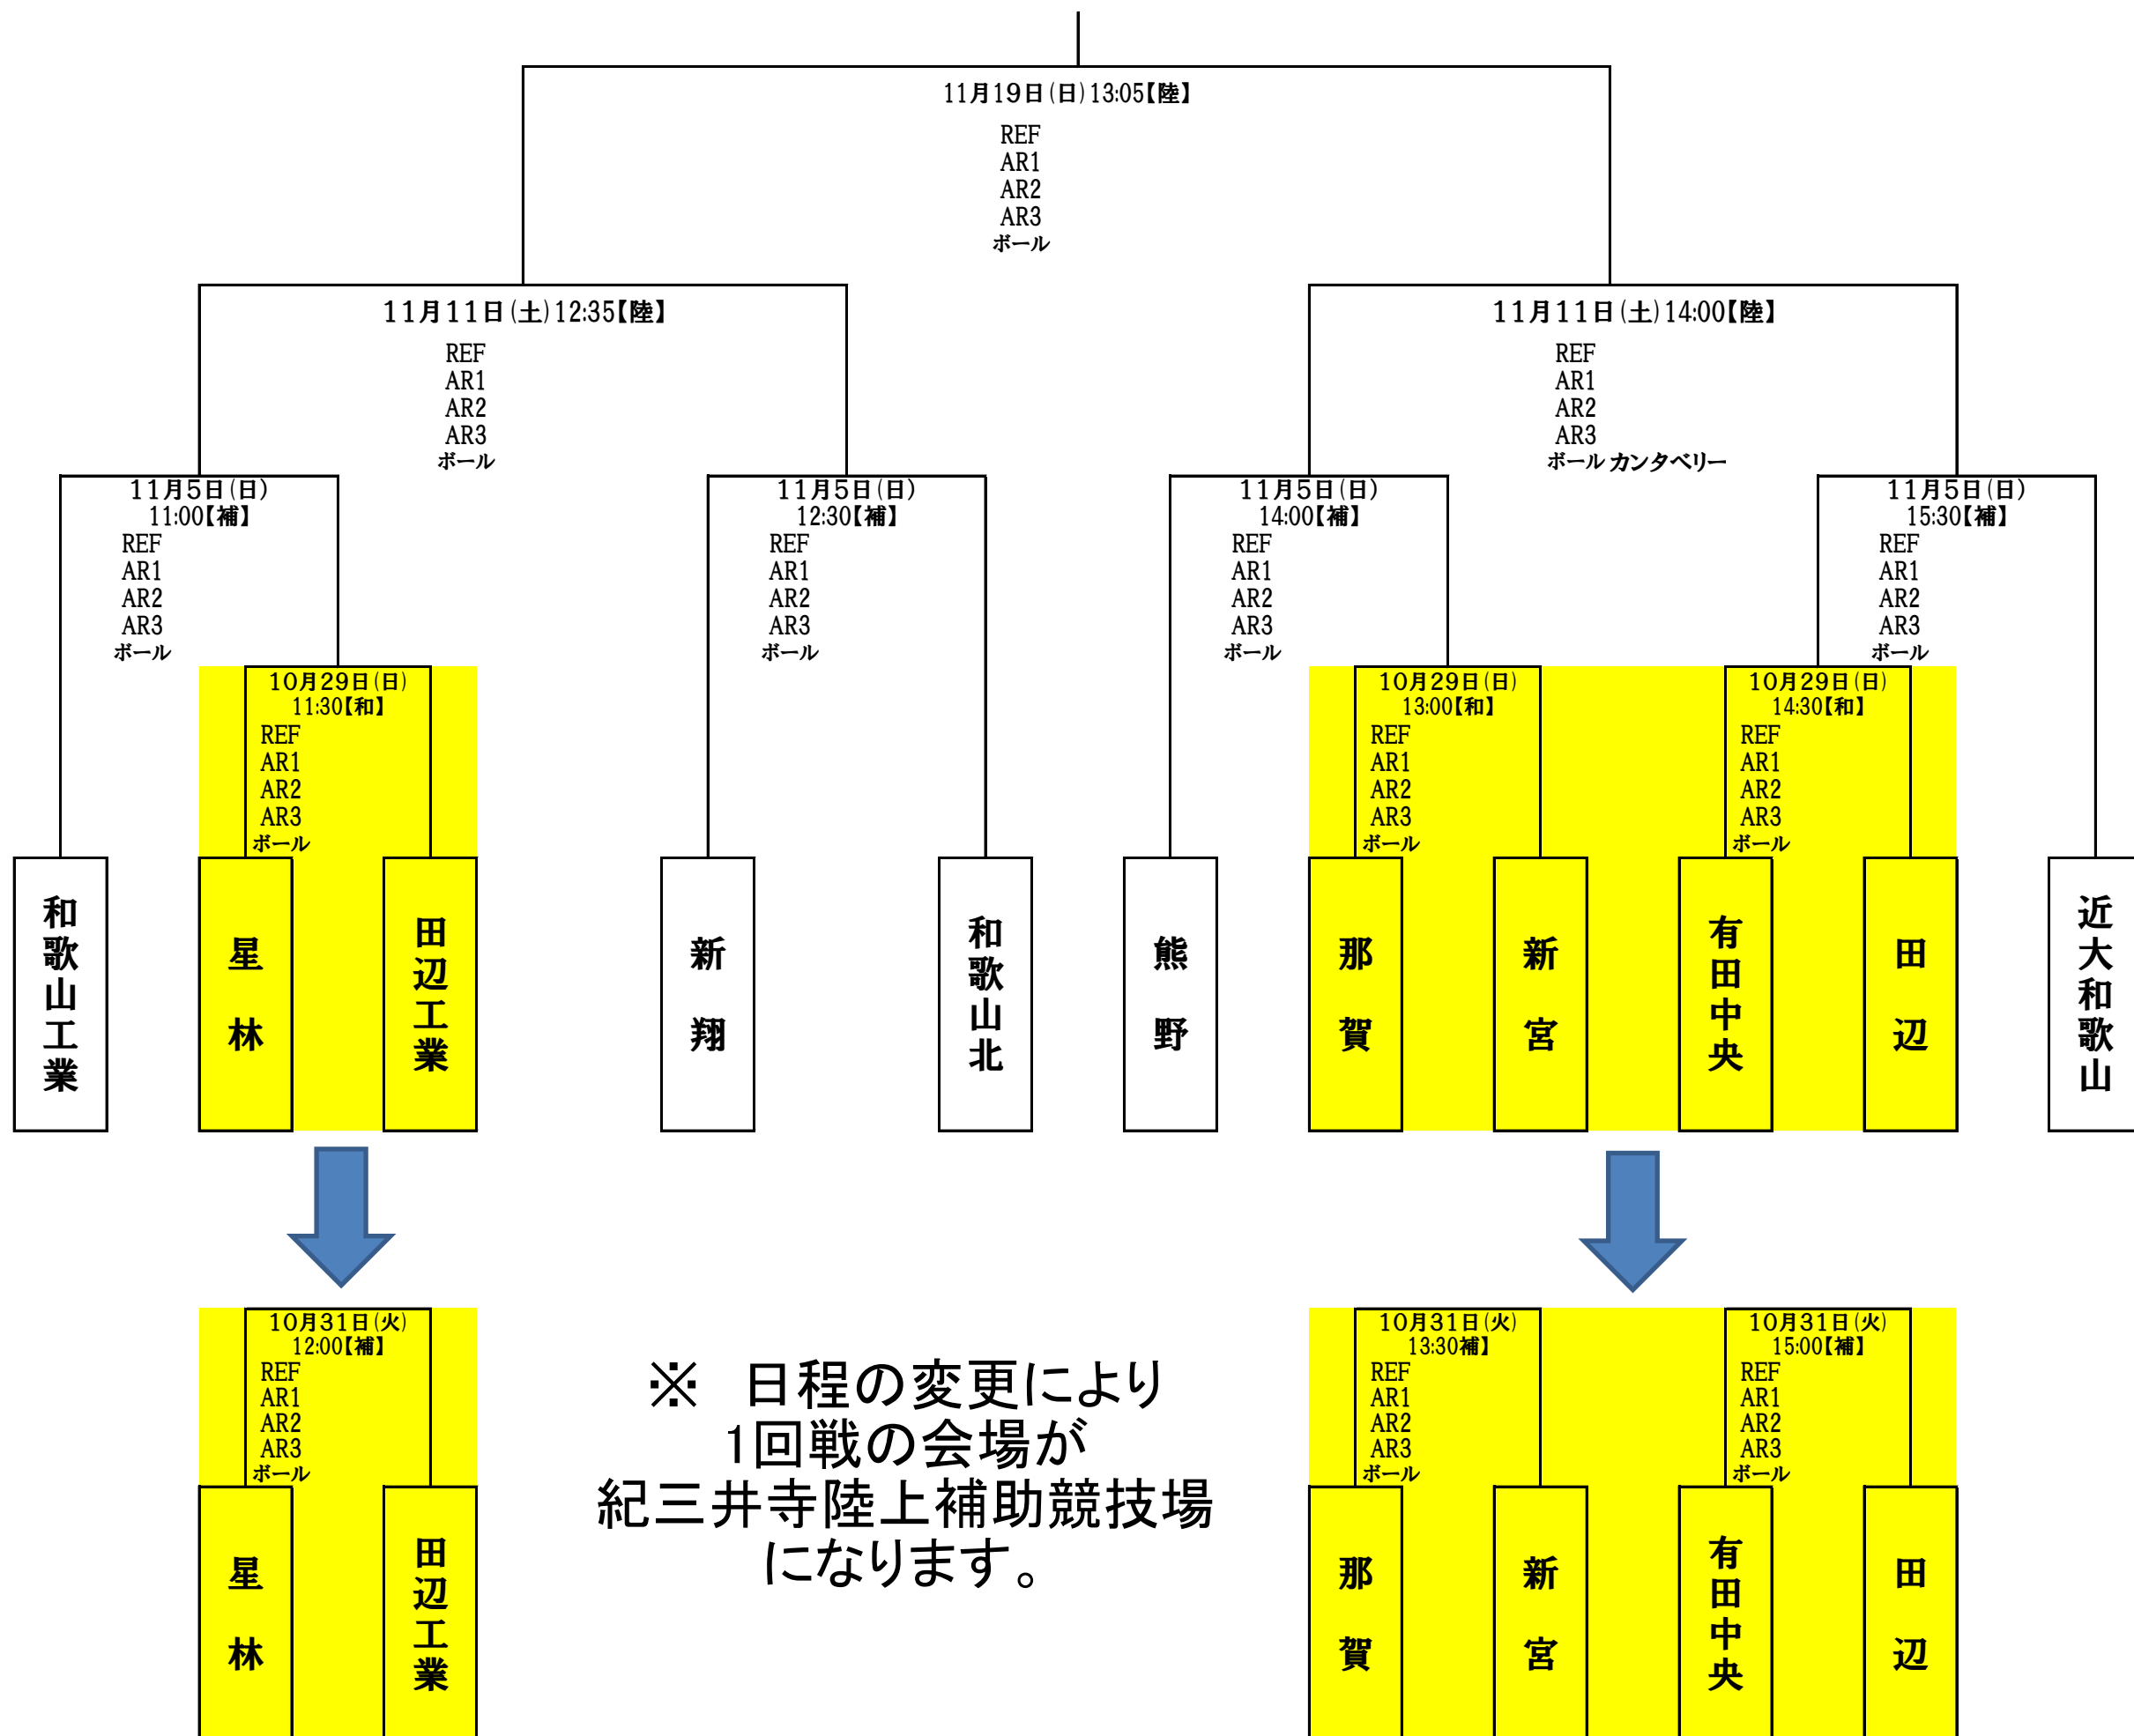 11月19日(日)13:05【陸】
REF
AR1
AR2
AR3
ボール
11月11日(土)12:35【陸】
REF
AR1
AR2
AR3
ボール
11月11日(土)14:00【陸】
REF
AR1
AR2
AR3
ボール カンタベリー
11月5日(日)
11:00【補】
REF
AR1
AR2
AR3
ボール
11月5日(日)
12:30【補】
REF
AR1
AR2
AR3
ボール
11月5日(日)
14:00【補】
REF
AR1
AR2
AR3
ボール
11月5日(日)
15:30【補】
REF
AR1
AR2
AR3
ボール
10月29日(日)
11:30【和】
REF
AR1
AR2
AR3
ボール
10月29日(日)
13:00【和】
REF
AR1
AR2
AR3
ボール
10月29日(日)
14:30【和】
REF
AR1
AR2
AR3
ボール
和歌山工業
星林
田辺工業
新翔
和歌山北
熊野
那賀
新宮
有田中央
田辺
近大和歌山
10月31日(火)
12:00【補】
REF
AR1
AR2
AR3
ボール
星林
田辺工業
※ 日程の変更により
1回戦の会場が
紀三井寺陸上補助競技場
になります。
10月31日(火)
13:30補】
REF
AR1
AR2
AR3
ボール
10月31日(火)
15:00【補】
REF
AR1
AR2
AR3
ボール
那賀
新宮
有田中央
田辺